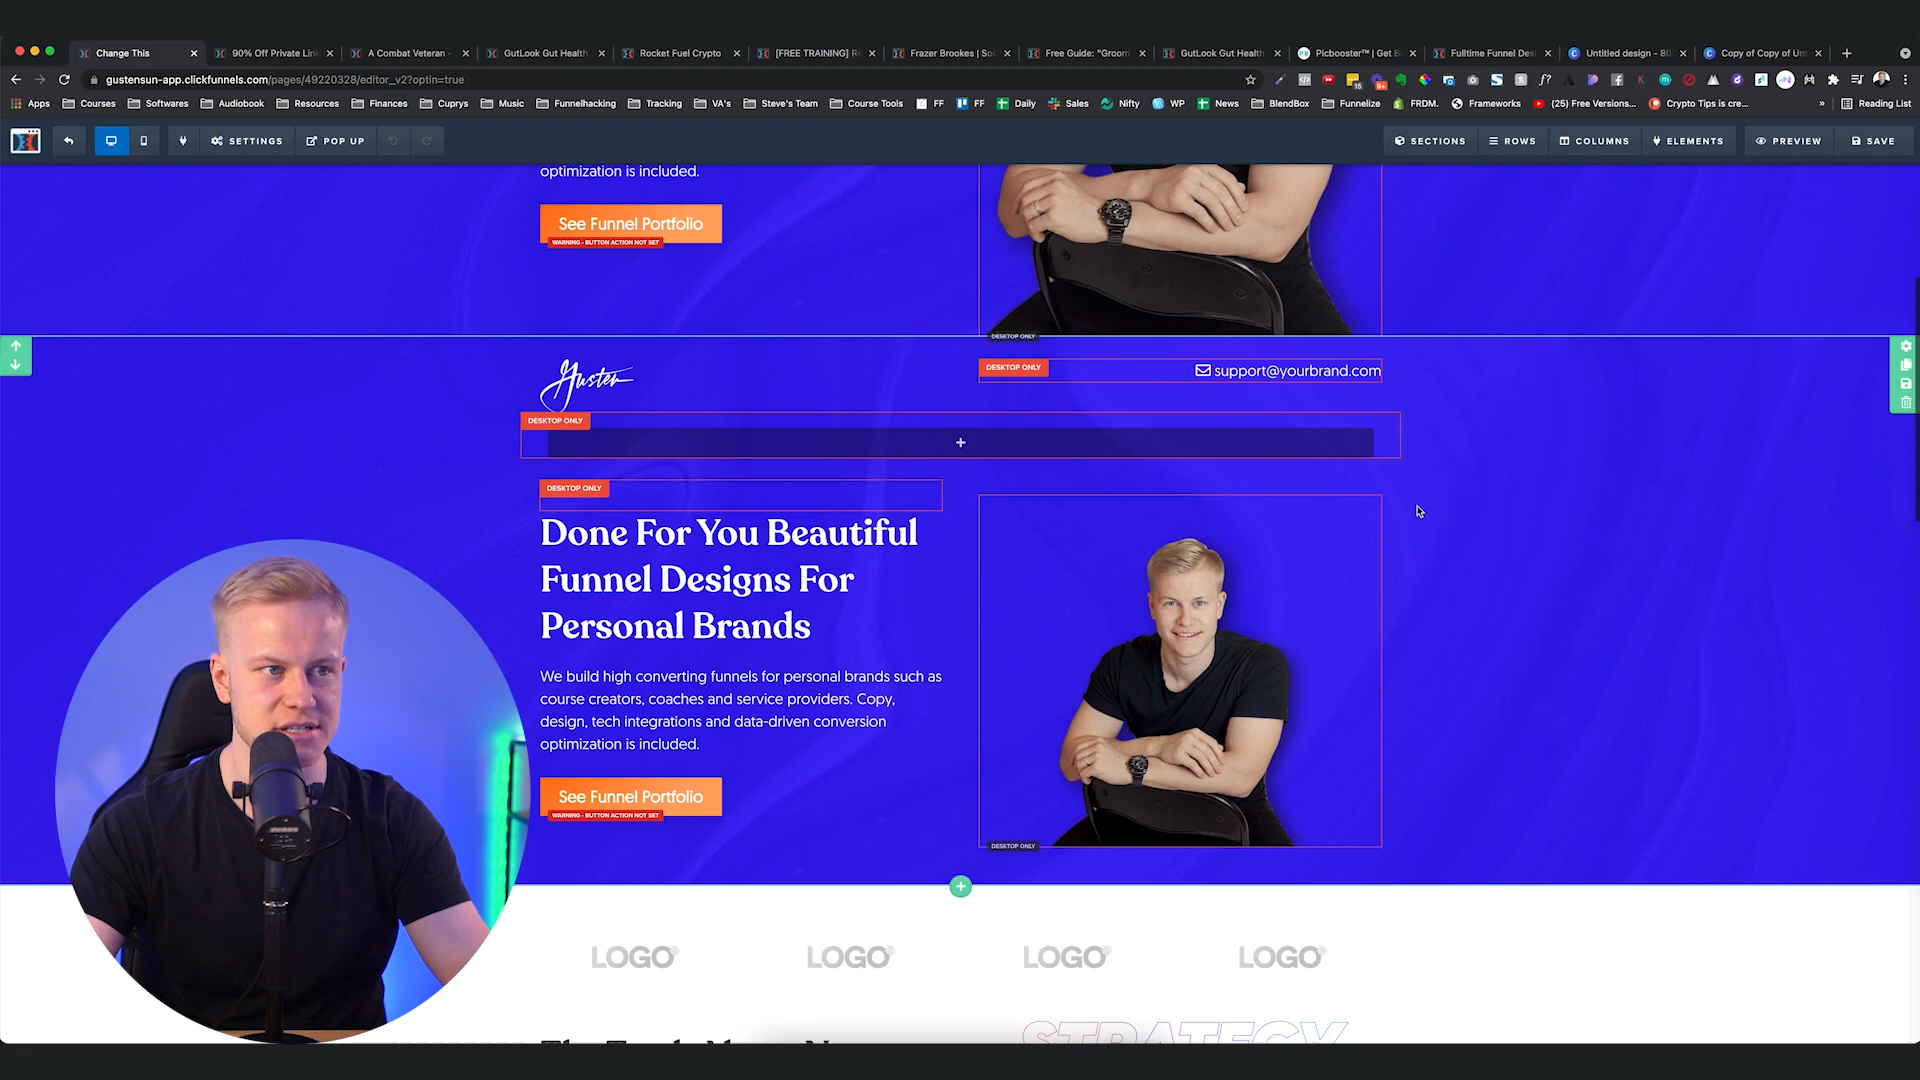 Change This
90% Off Private Lin
A Combat Veteran -
GutLook Gut Health
Rocket Fuel Crypto
[FREE TRAINING] R
Frazer Brookes | So
Free Guide: "Groom
GutLook Gut Health
Picbooster™ | Get B
Fulltime Funnel Des
Untitled design - 80
Copy of Copy of Un
gustensun-app.clickfunnels.com/pages/49220328/editor_v2?optin=true
Apps
Courses
Softwares
Audiobook
Resources
Finances
Cuprys
Music
Funnelhacking
Tracking
VA's
Steve's Team
Course Tools
FF
FF
Daily
Sales
Nifty
WP
News
BlendBox
Funnelize
FRDM.
Frameworks
(25) Free Versions...
Crypto Tips is cre...
»
Reading List
SETTINGS
POP UP
SECTIONS
ROWS
COLUMNS
ELEMENTS
PREVIEW
SAVE
optimization is included.
See Funnel Portfolio
WARNING - BUTTON ACTION NOT SET
DESKTOP ONLY
Gusten
DESKTOP ONLY
support@yourbrand.com
DESKTOP ONLY
DESKTOP ONLY
Done For You Beautiful
Funnel Designs For
Personal Brands
We build high converting funnels for personal brands such as
course creators, coaches and service providers. Copy,
design, tech integrations and data-driven conversion
optimization is included.
See Funnel Portfolio
WARNING - BUTTON ACTION NOT SET
DESKTOP ONLY
LOGO
LOGO
LOGO
LOGO
STRATEGY